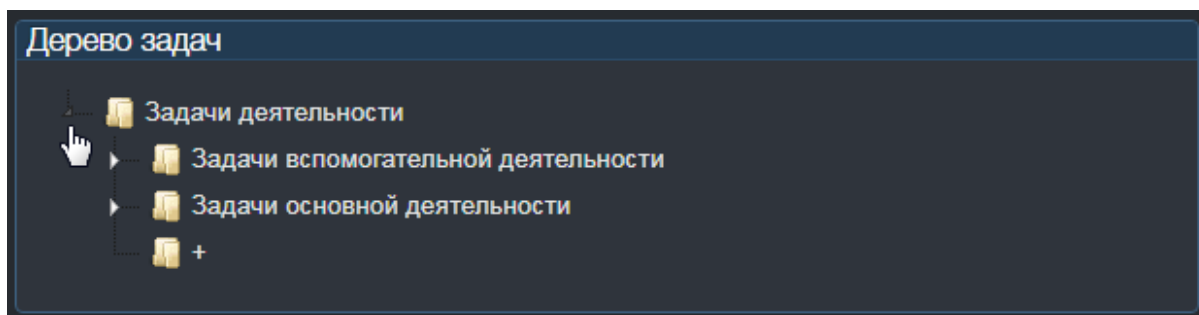 Дерево задач
Задачи деятельности
Задачи вспомогательной деятельности
Задачи основной деятельности
+